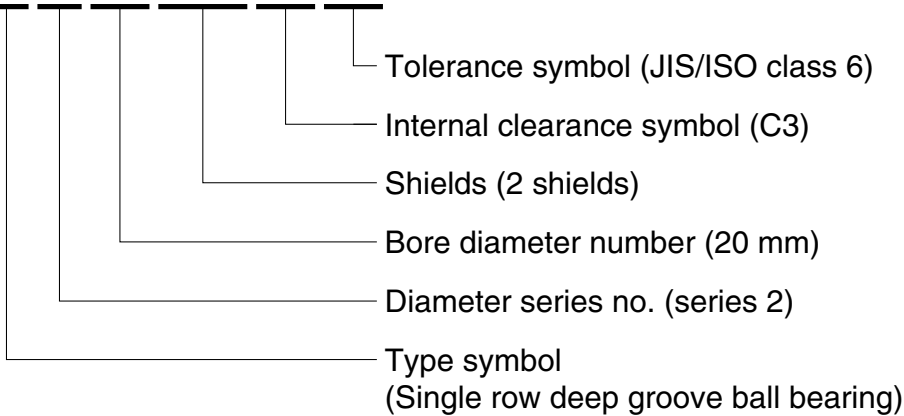 Tolerance symbol (JIS/ISO class 6)
Internal clearance symbol (C3)
Shields (2 shields)
Bore diameter number (20 mm)
Diameter series no. (series 2)
Type symbol
(Single row deep groove ball bearing)